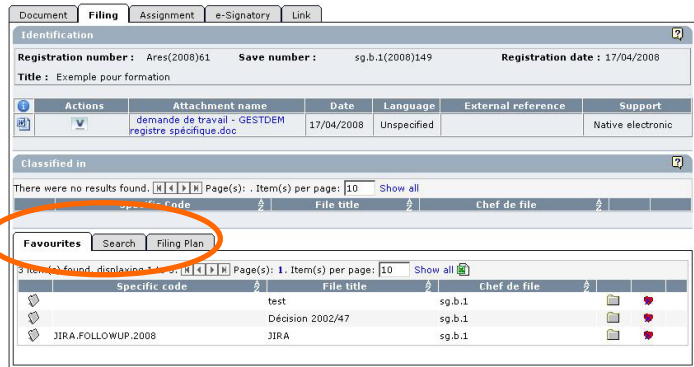 Document Filing Assignment e-Signatory Link
Identification
Registration number : Ares(2008)61 Save number : sg.b.1(2008)149 Registration date : 17/04/2008
Title : Exemple pour formation
Actions Attachment name Date Language External reference Support
demande de travail - GESTDEM
registre spécifique.doc 17/04/2008 Unspecified Native electronic
Classified in
There were no results found. Page(s): . Item(s) per page: 10 Show all
Specific Code File title Chef de file
Favourites Search Filing Plan
3 item(s) found, displaxing 1 to 3. Page(s): 1. Item(s) per page: 10 Show all
Specific code File title Chef de file
test sg.b.1
Décision 2002/47 sg.b.1
JIRA.FOLLOWUP.2008 JIRA sg.b.1